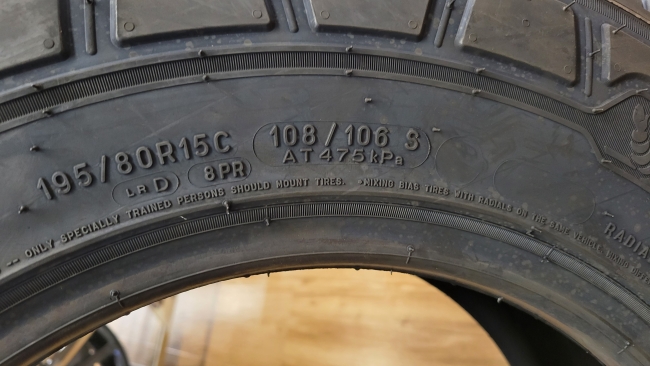 195/80R15C
108/106 S
AT 475 kPa
LR D
8PR
ONLY SPECIALLY TRAINED PERSONS SHOULD MOUNT TIRES. •MIXING BIAS TIRES WITH RADIALS ON THE SAME VEHICLE
RADIA